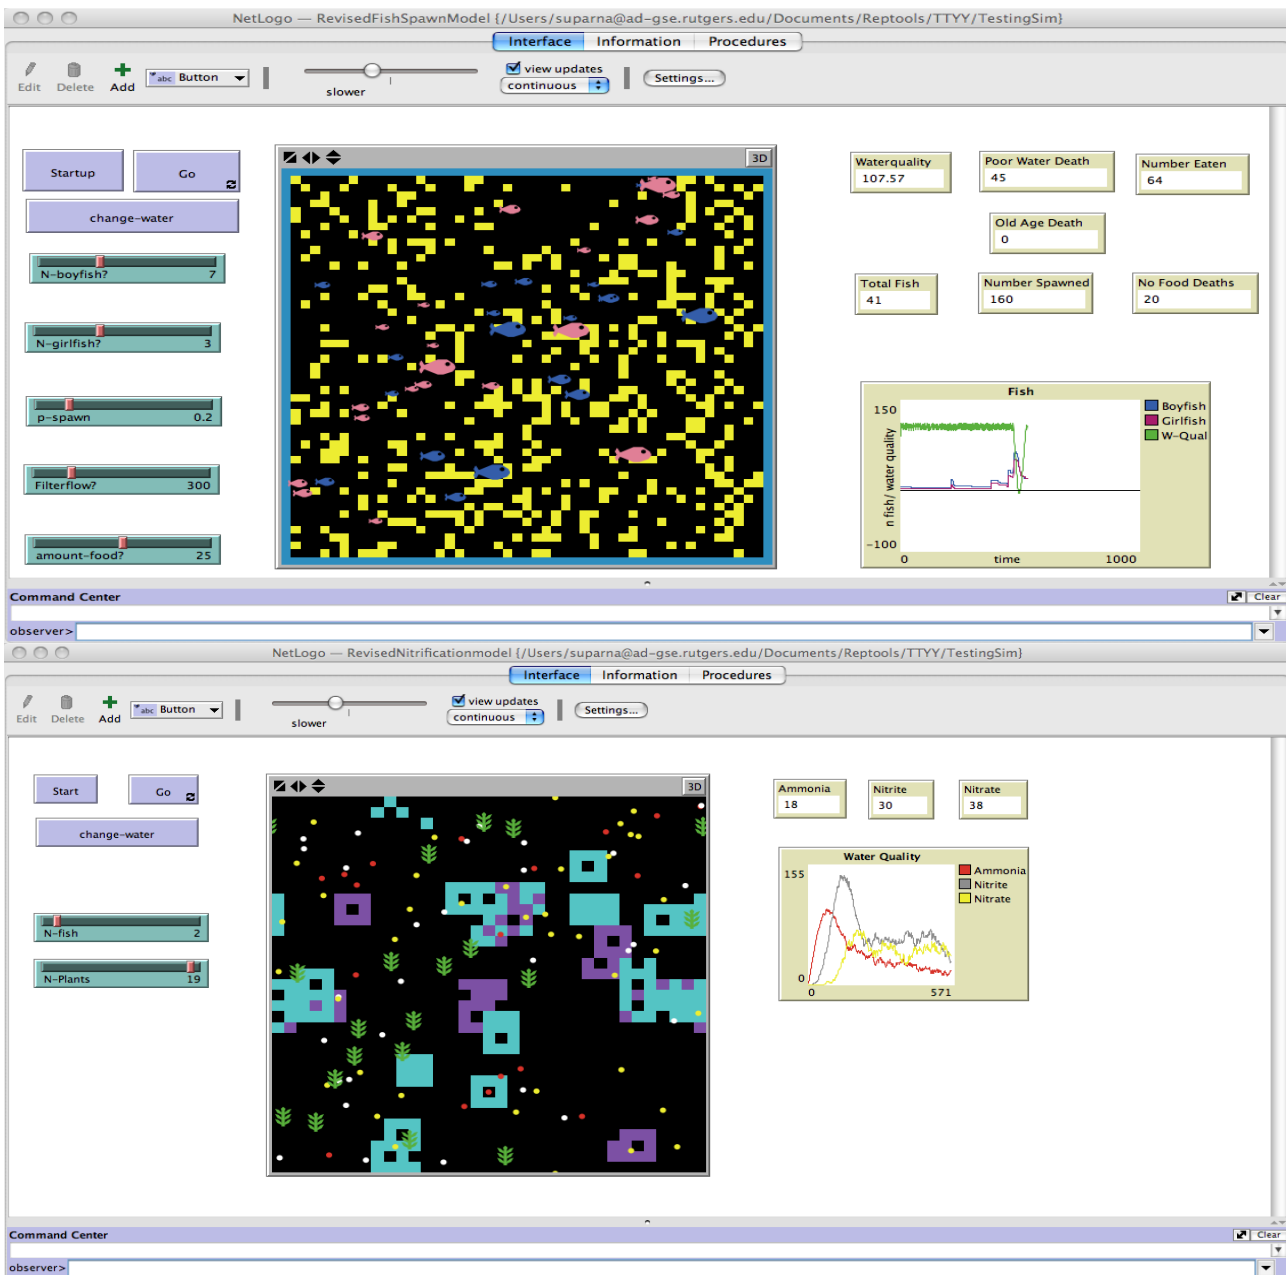 NetLogo — RevisedFishSpawnModel {/Users/suparna@ad-gse.rutgers.edu/Documents/Reptools/TTYY/TestingSim}
Interface Information Procedures
Edit Delete Add abc Button slower view updates continuous Settings...
Startup Go
change-water
N-boyfish? 7
N-girlfish? 3
p-spawn 0.2
Filterflow? 300
amount-food? 25
3D
Waterquality 107.57
Poor Water Death 45
Number Eaten 64
Old Age Death 0
Total Fish 41
Number Spawned 160
No Food Deaths 20
Fish
150
n fish/ water quality
-100
0 time 1000
Boyfish
Girlfish
W-Qual
Command Center Clear
observer>
NetLogo — RevisedNitrificationmodel {/Users/suparna@ad-gse.rutgers.edu/Documents/Reptools/TTYY/TestingSim}
Interface Information Procedures
Edit Delete Add abc Button slower view updates continuous Settings...
Start Go
change-water
N-fish 2
N-Plants 19
3D
Ammonia 18
Nitrite 30
Nitrate 38
Water Quality
155
0
0 571
Ammonia
Nitrite
Nitrate
Command Center Clear
observer>